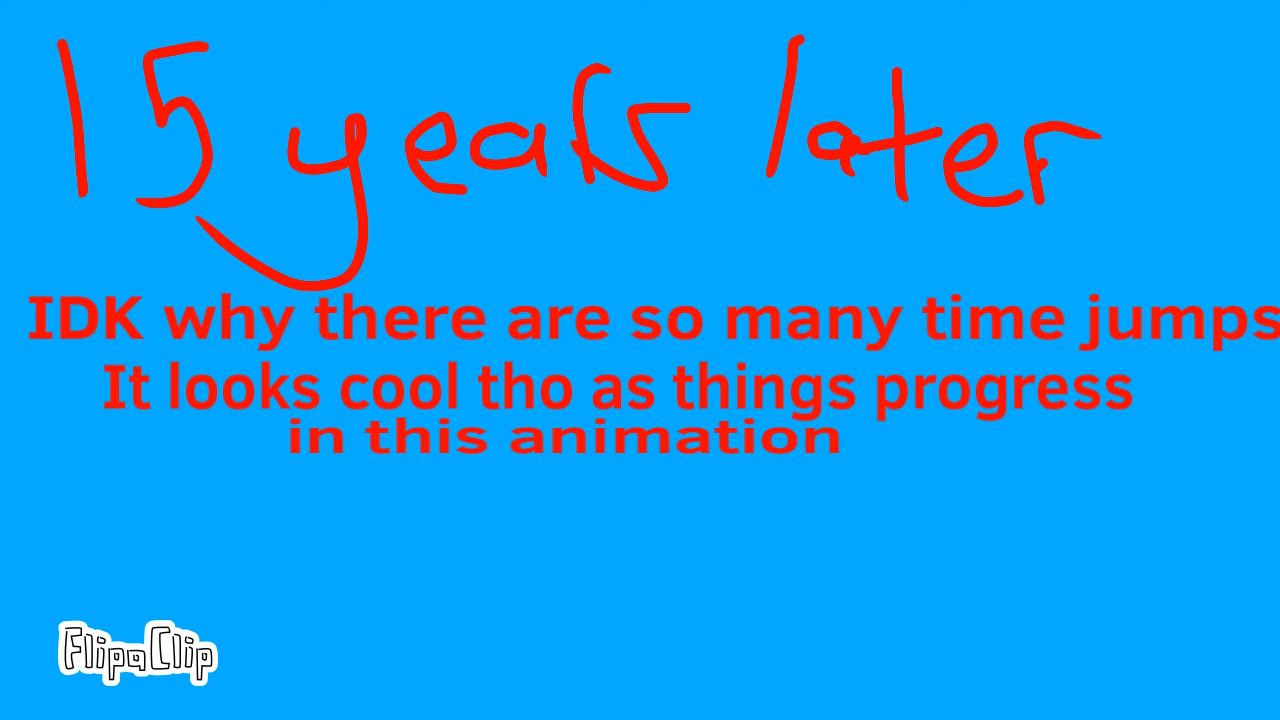 15 years later
IDK why there are so many time jumps
It looks cool tho as things progress
in this animation
FlipaClip